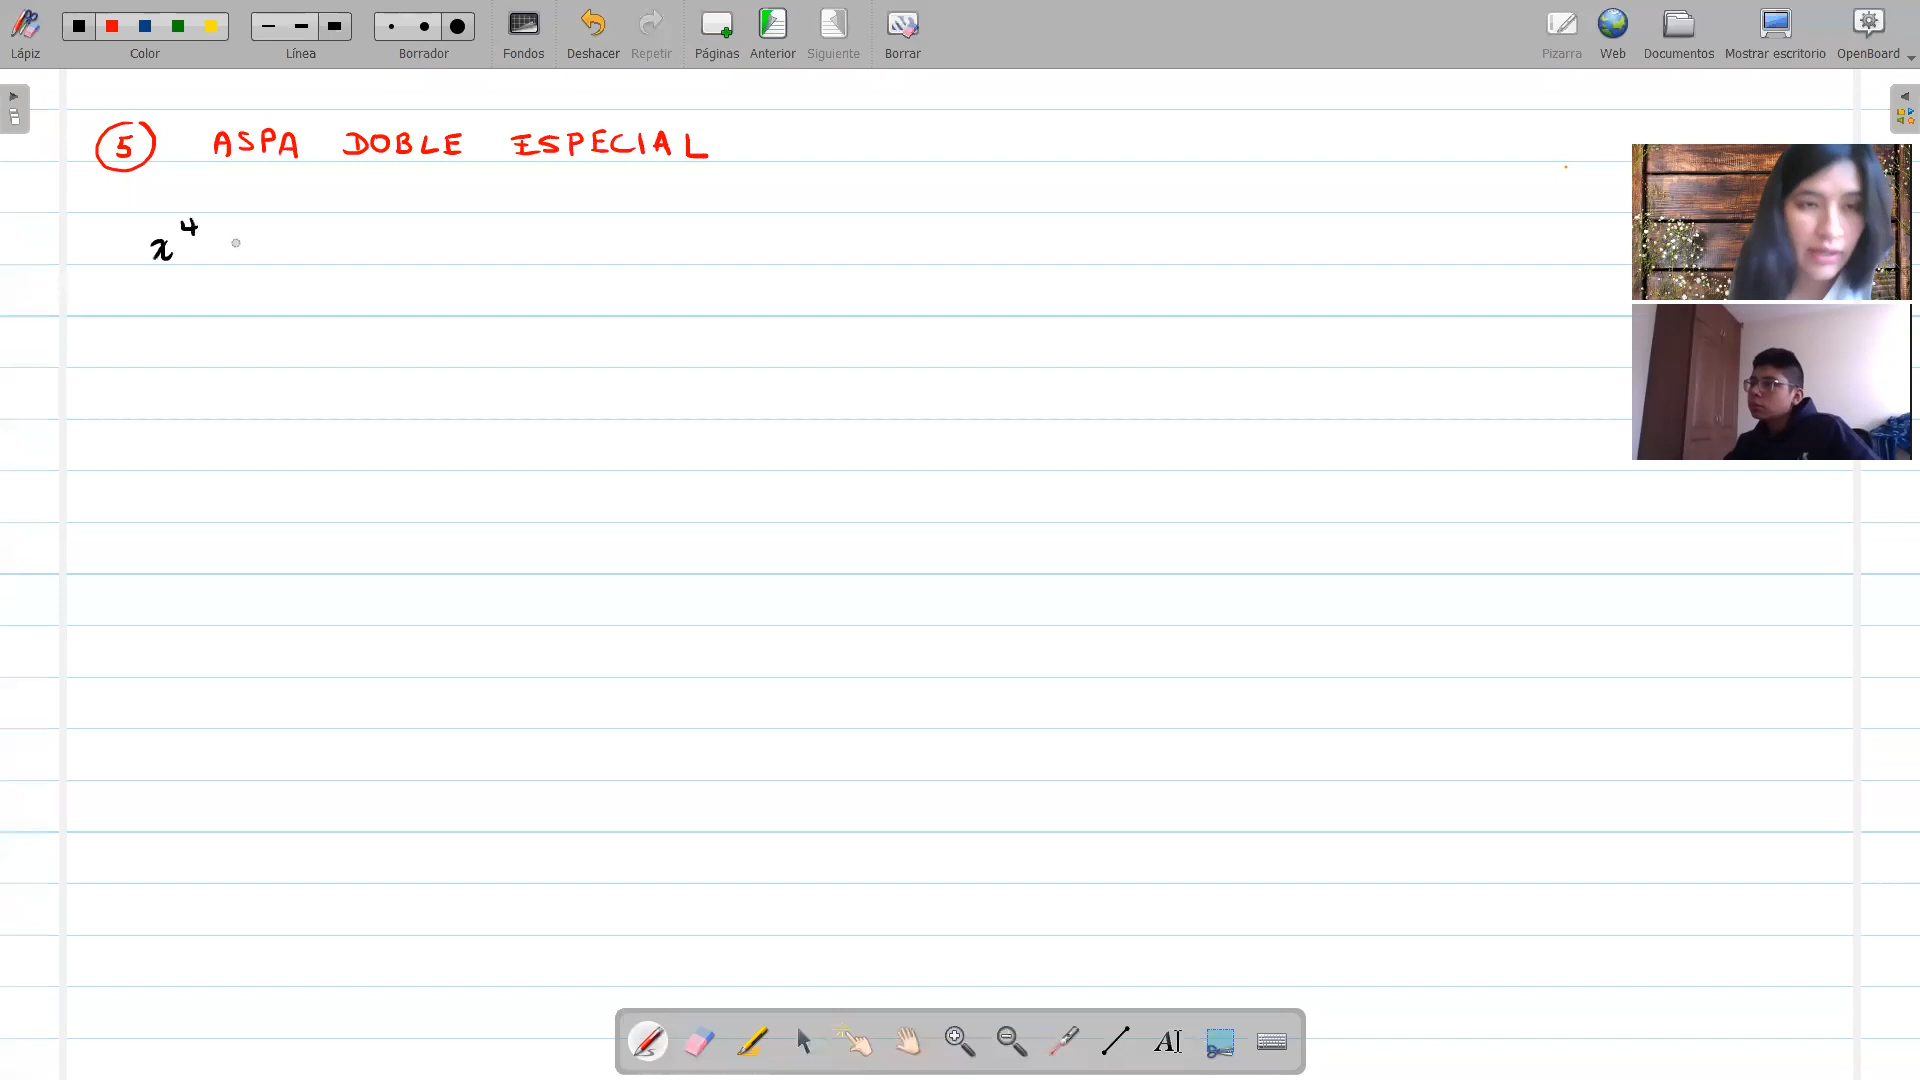 Lápiz Color Línea Borrador Fondos Deshacer Repetir Páginas Anterior Siguiente Borrar Pizarra Web Documentos Mostrar escritorio OpenBoard
5 ASPA DOBLE ESPECIAL
x⁴
A